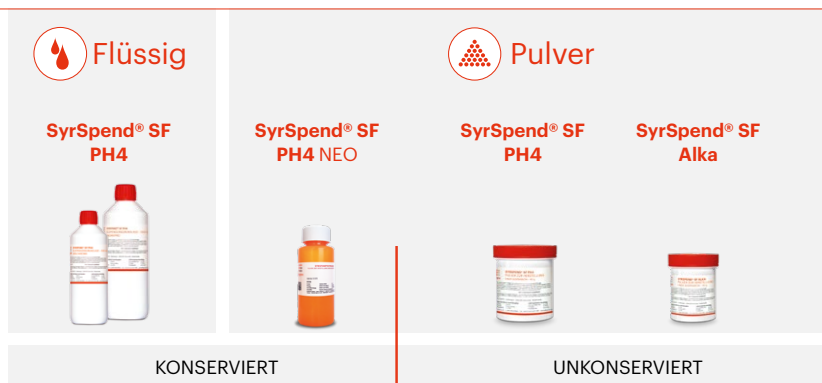 Flüssig
Pulver
SyrSpend® SF
PH4
SyrSpend® SF
PH4 NEO
SyrSpend® SF
PH4
SyrSpend® SF
Alka
KONSERVIERT
UNKONSERVIERT